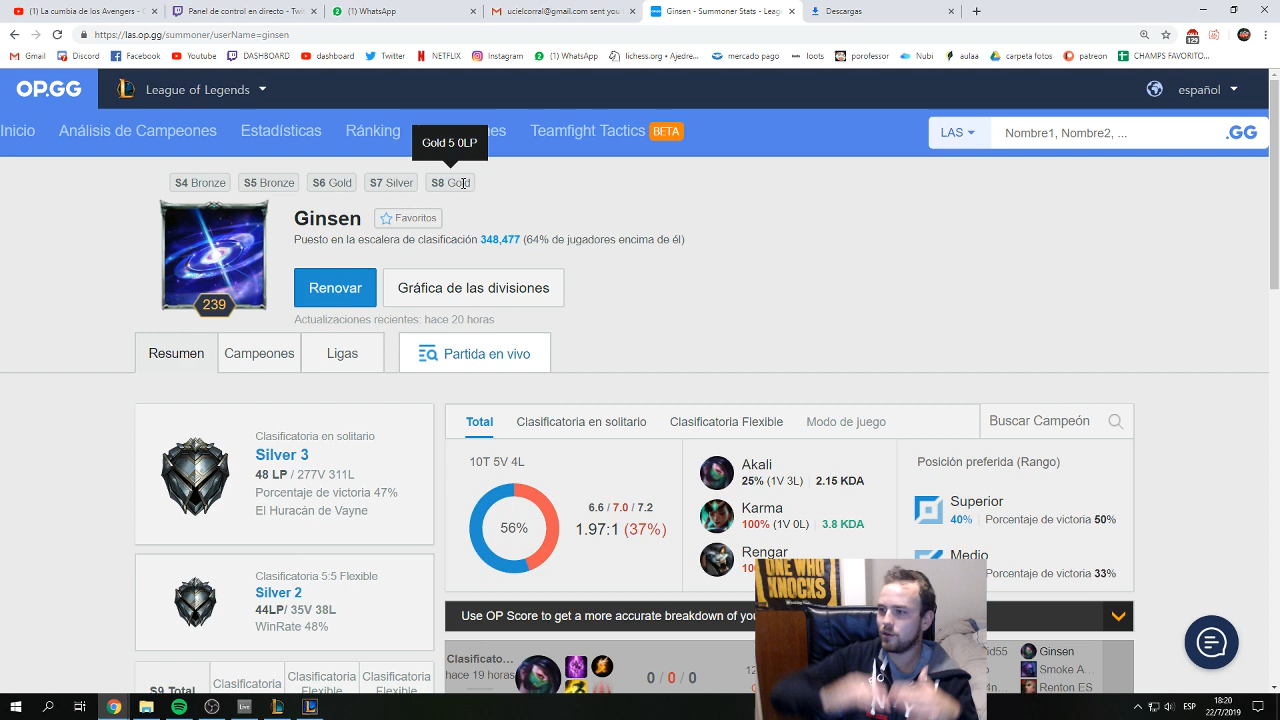 (1) La cumbia de los Avengers -
Panel de control en directo - Twi
(1) WhatsApp
ucielcorral@gmail.com sent you
Ginsen - Summoner Stats - Leag
Descargas
https://las.op.gg/summoner/userName=ginsen
Gmail
Discord
Facebook
Youtube
DASHBOARD
dashboard
Twitter
NETFLIX
Instagram
(1) WhatsApp
lichess.org • Ajedre...
mercado pago
loots
porofessor
Nubi
aulaa
carpeta fotos
patreon
CHAMPS FAVORITO...
OP.GG
League of Legends
español
Inicio
Análisis de Campeones
Estadísticas
Ránking
Teamfight Tactics BETA
LAS
Nombre1, Nombre2, ...
.GG
Gold 5 0LP
S4 Bronze
S5 Bronze
S6 Gold
S7 Silver
S8 Gold
239
Ginsen
Favoritos
Puesto en la escalera de clasificación 348,477 (64% de jugadores encima de él)
Renovar
Gráfica de las divisiones
Actualizaciones recientes: hace 20 horas
Resumen
Campeones
Ligas
Partida en vivo
Clasificatoria en solitario
Silver 3
48 LP / 277V 311L
Porcentaje de victoria 47%
El Huracán de Vayne
Clasificatoria 5:5 Flexible
Silver 2
44LP/ 35V 38L
WinRate 48%
S9 Total
Clasificatoria
Clasificatoria
Flexible
Clasificatoria
Flexible
Total
Clasificatoria en solitario
Clasificatoria Flexible
Modo de juego
Buscar Campeón
10T 5V 4L
56%
6.6 / 7.0 / 7.2
1.97:1 (37%)
Akali
25% (1V 3L) 2.15 KDA
Karma
100% (1V 0L) 3.8 KDA
Rengar
Posición preferida (Rango)
Superior
40% Porcentaje de victoria 50%
Medio
Porcentaje de victoria 33%
Use OP Score to get a more accurate breakdown of
Clasificato...
hace 19 horas
0 / 0 / 0
Ginsen
Smoke A...
Renton ES
ONE WHO
KNOCKS
Live
ESP
18:20
22/7/2019